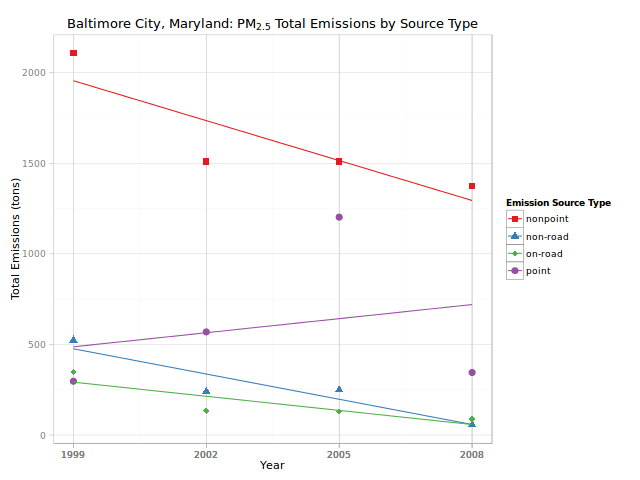 Baltimore City, Maryland: PM2.5 Total Emissions by Source Type
2000
1500
1000
500
0
Total Emissions (tons)
1999 2002 2005 2008
Year
Emission Source Type
nonpoint
non-road
on-road
point